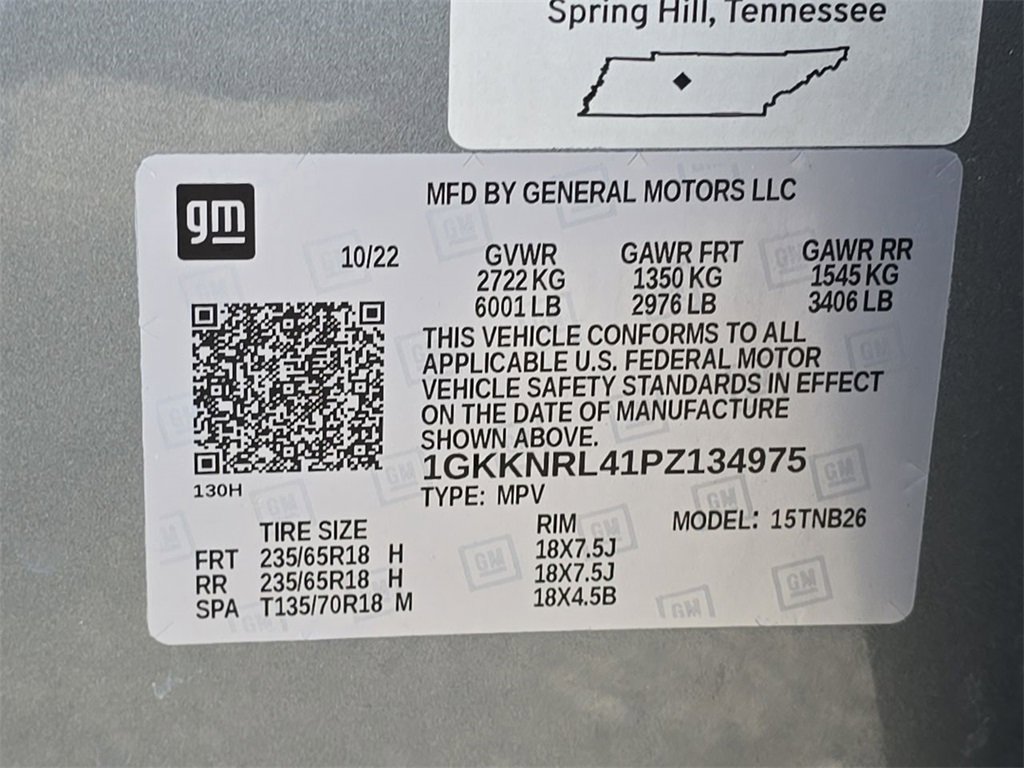 Spring Hill, Tennessee
gm
MFD BY GENERAL MOTORS LLC
10/22 GVWR GAWR FRT GAWR RR
2722 KG 1350 KG 1545 KG
6001 LB 2976 LB 3406 LB
THIS VEHICLE CONFORMS TO ALL
APPLICABLE U.S. FEDERAL MOTOR
VEHICLE SAFETY STANDARDS IN EFFECT
ON THE DATE OF MANUFACTURE
SHOWN ABOVE.
1GKKNRL41PZ134975
130H
TYPE: MPV
TIRE SIZE RIM MODEL: 15TNB26
FRT 235/65R18 H 18X7.5J
RR 235/65R18 H 18X7.5J
SPA T135/70R18 M 18X4.5B